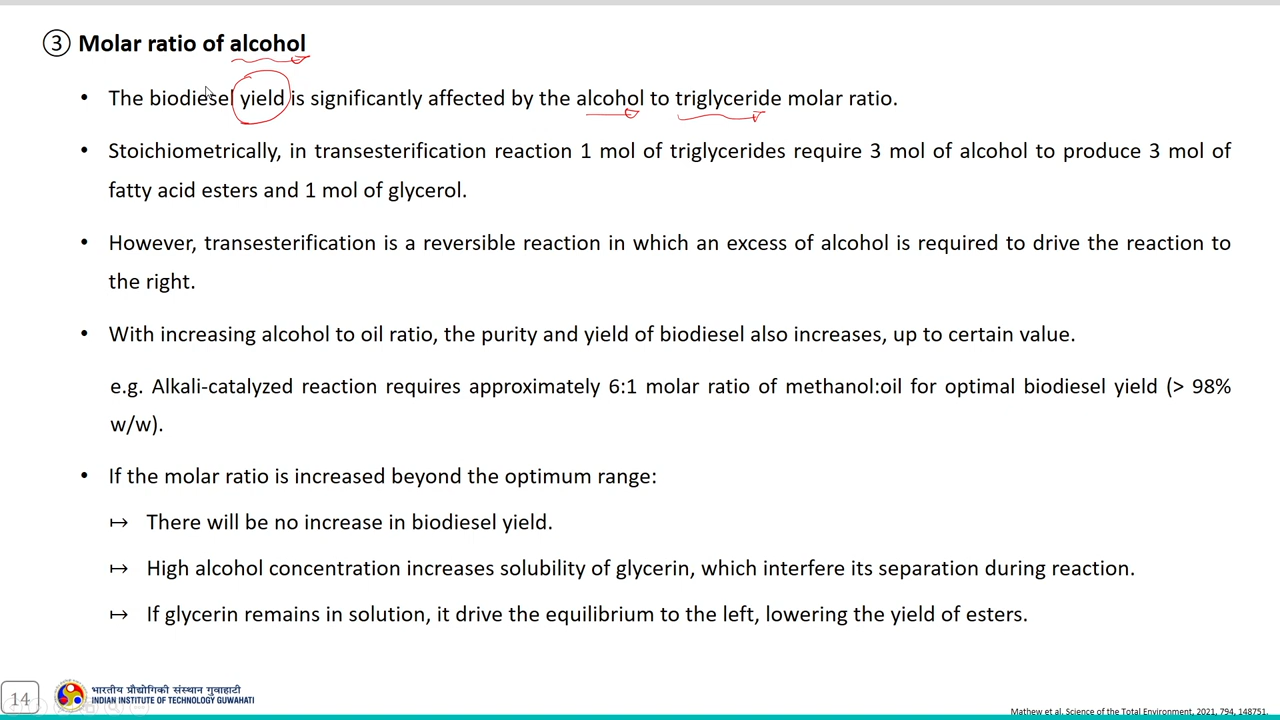 ③ Molar ratio of alcohol
• The biodiesel yield is significantly affected by the alcohol to triglyceride molar ratio.
• Stoichiometrically, in transesterification reaction 1 mol of triglycerides require 3 mol of alcohol to produce 3 mol of
fatty acid esters and 1 mol of glycerol.
• However, transesterification is a reversible reaction in which an excess of alcohol is required to drive the reaction to
the right.
• With increasing alcohol to oil ratio, the purity and yield of biodiesel also increases, up to certain value.
e.g. Alkali-catalyzed reaction requires approximately 6:1 molar ratio of methanol:oil for optimal biodiesel yield (> 98%
w/w).
• If the molar ratio is increased beyond the optimum range:
↦ There will be no increase in biodiesel yield.
↦ High alcohol concentration increases solubility of glycerin, which interfere its separation during reaction.
↦ If glycerin remains in solution, it drive the equilibrium to the left, lowering the yield of esters.
14
भारतीय प्रौद्योगिकी संस्थान गुवाहाटी
INDIAN INSTITUTE OF TECHNOLOGY GUWAHATI
Mathew et al. Science of the Total Environment, 2021, 794, 148751.